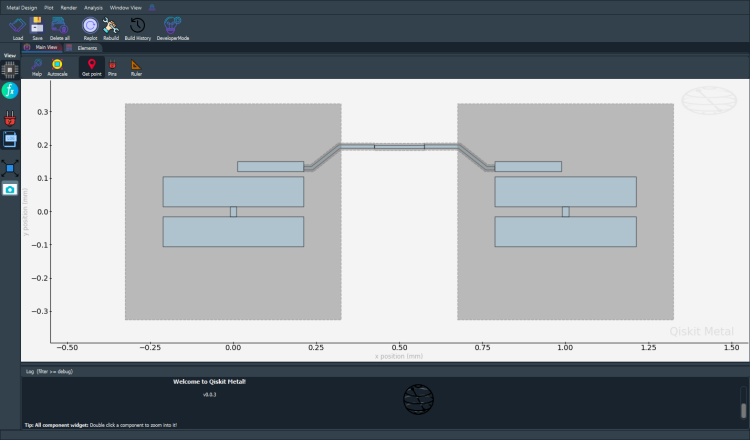 Metal Design Plot Render Analysis Window View
Load Save Delete all Replot Rebuild Build History DeveloperMode
View
Main View Elements
Help Autoscale Get point Pins Ruler
0.3
0.2
0.1
0.0
−0.1
−0.2
−0.3
y position (mm)
Qiskit Metal
−0.50 −0.25 0.00 0.25 0.50 0.75 1.00 1.25 1.50
x position (mm)
Log (filter >= debug)
Welcome to Qiskit Metal!
v0.0.3
Tip: All component widget: Double click a component to zoom into it!